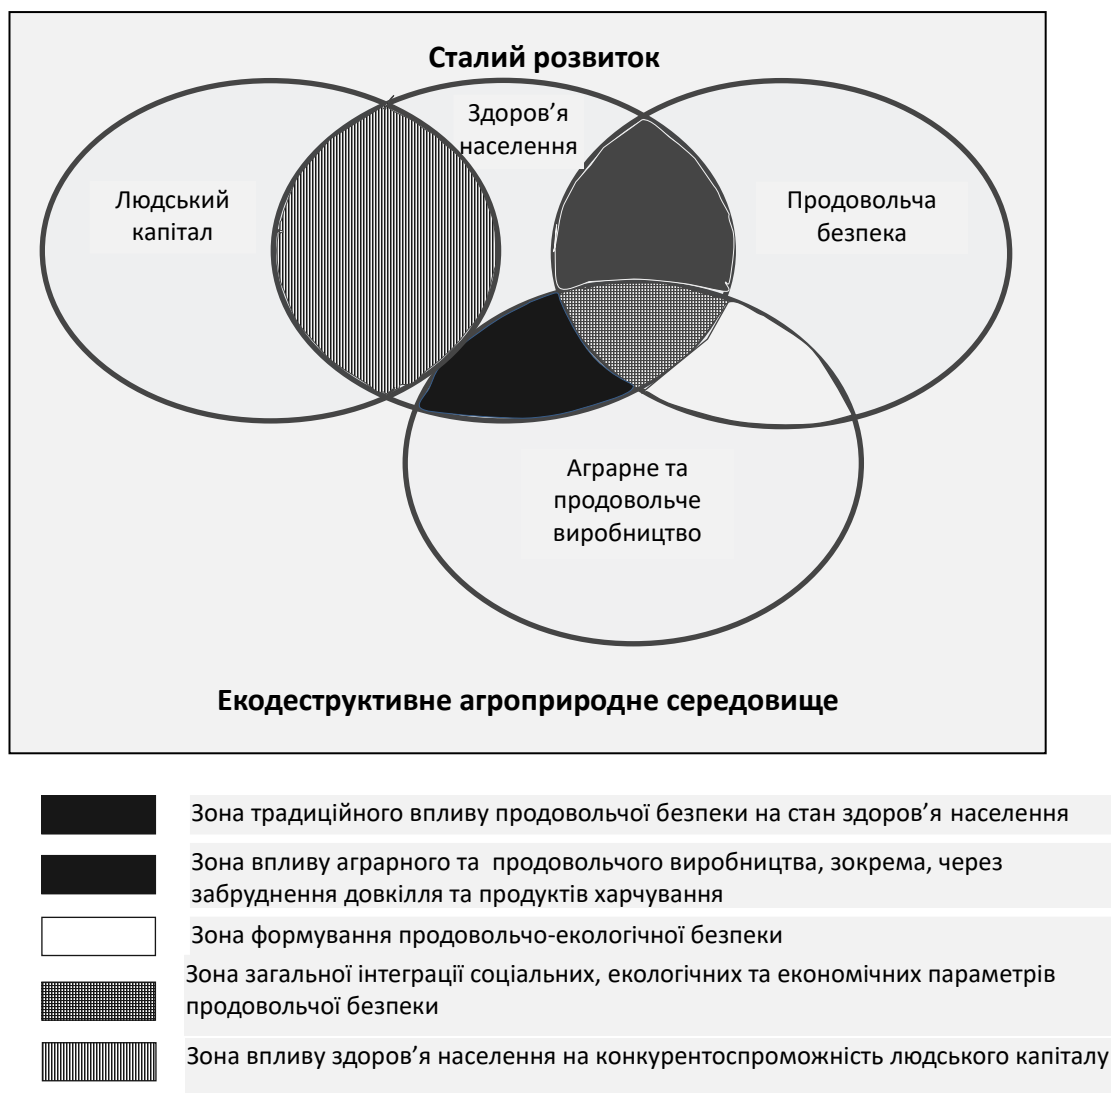 Сталий розвиток
Здоров’я
населення
Людський
капітал
Продовольча
безпека
Аграрне та
продовольче
виробництво
Екодеструктивне агроприродне середовище
Зона традиційного впливу продовольчої безпеки на стан здоров’я населення
Зона впливу аграрного та продовольчого виробництва, зокрема, через
забруднення довкілля та продуктів харчування
Зона формування продовольчо-екологічної безпеки
Зона загальної інтеграції соціальних, екологічних та економічних параметрів
продовольчої безпеки
Зона впливу здоров’я населення на конкурентоспроможність людського капіталу